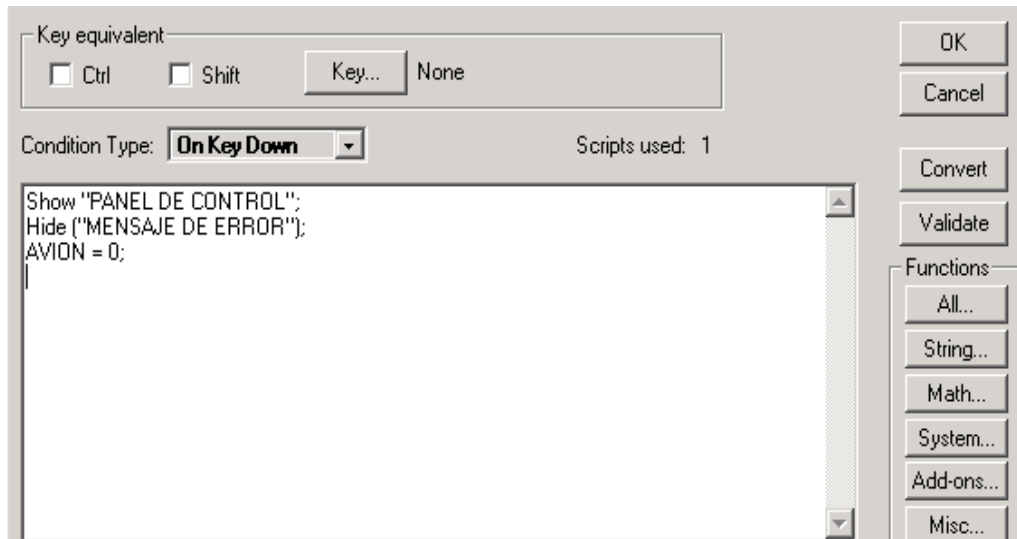 Key equivalent
Ctrl
Shift
Key...
None
OK
Cancel
Condition Type:
On Key Down
Scripts used: 1
Convert
Validate
Show "PANEL DE CONTROL";
Hide ("MENSAJE DE ERROR");
AVION = 0;
Functions
All...
String...
Math...
System...
Add-ons...
Misc...